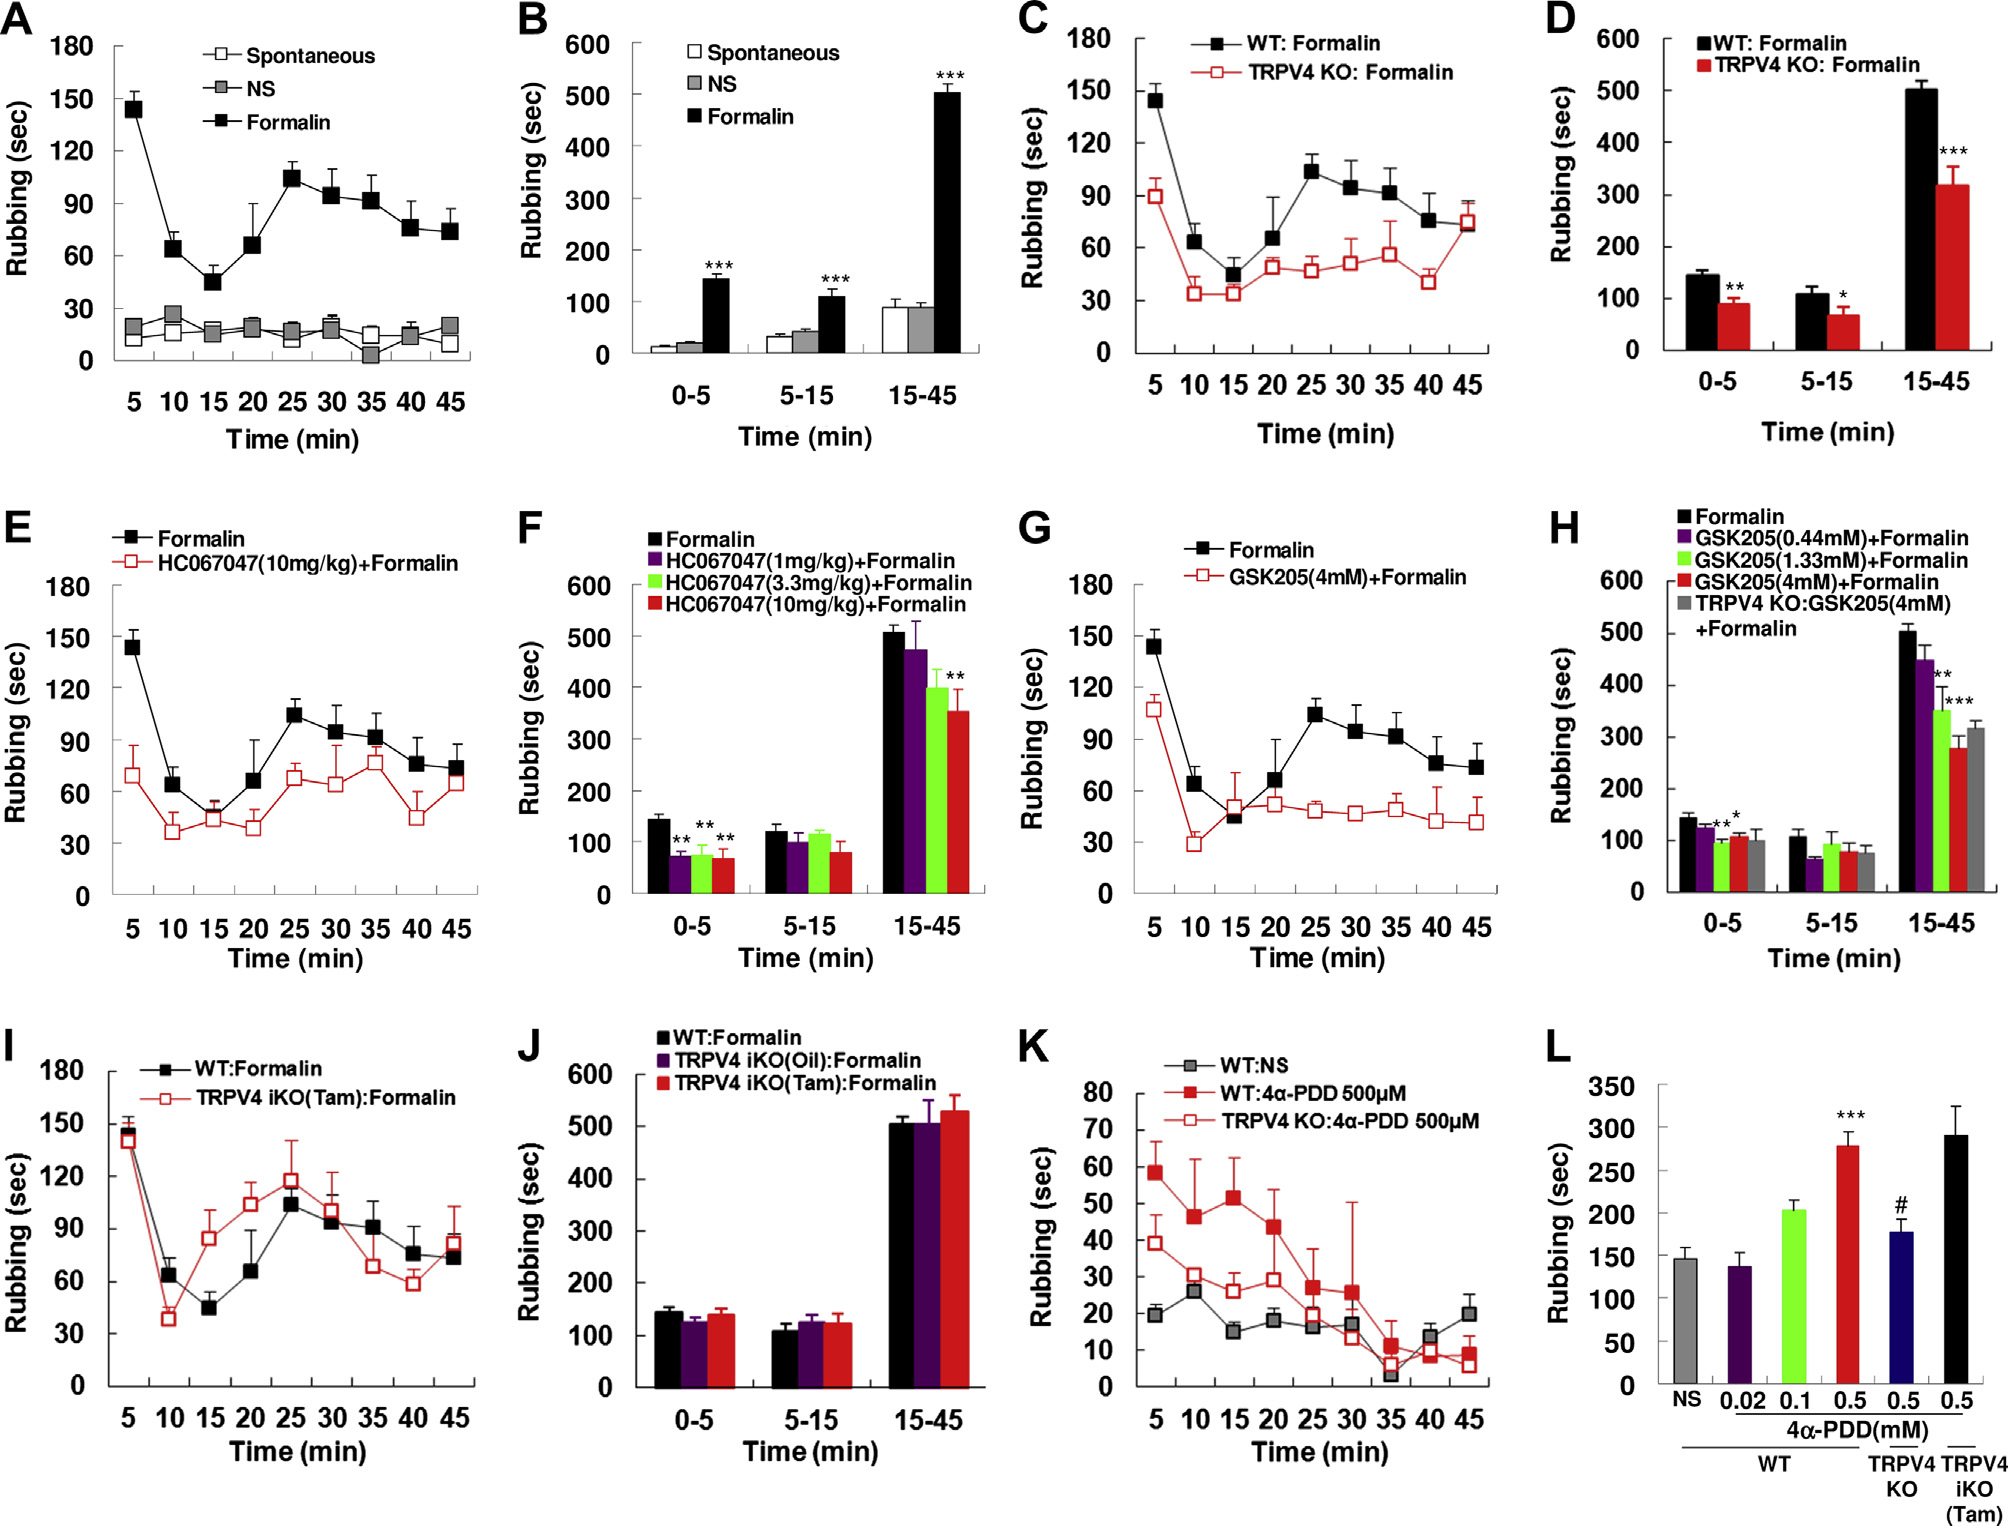 A
180
150
120
90
60
30
0
Rubbing (sec)
Spontaneous
NS
Formalin
5 10 15 20 25 30 35 40 45
Time (min)
B
600
500
400
300
200
100
0
Rubbing (sec)
Spontaneous
NS
Formalin
***
***
***
0-5 5-15 15-45
Time (min)
C
180
150
120
90
60
30
0
Rubbing (sec)
WT: Formalin
TRPV4 KO: Formalin
5 10 15 20 25 30 35 40 45
Time (min)
D
600
500
400
300
200
100
0
Rubbing (sec)
WT: Formalin
TRPV4 KO: Formalin
**
*
***
0-5 5-15 15-45
Time (min)
E
Formalin
HC067047(10mg/kg)+Formalin
180
150
120
90
60
30
0
Rubbing (sec)
5 10 15 20 25 30 35 40 45
Time (min)
F
Formalin
HC067047(1mg/kg)+Formalin
HC067047(3.3mg/kg)+Formalin
HC067047(10mg/kg)+Formalin
600
500
400
300
200
100
0
Rubbing (sec)
** ** **
**
0-5 5-15 15-45
Time (min)
G
Formalin
GSK205(4mM)+Formalin
180
150
120
90
60
30
0
Rubbing (sec)
5 10 15 20 25 30 35 40 45
Time (min)
H
Formalin
GSK205(0.44mM)+Formalin
GSK205(1.33mM)+Formalin
GSK205(4mM)+Formalin
TRPV4 KO:GSK205(4mM)
+Formalin
600
500
400
300
200
100
0
Rubbing (sec)
** *
**
***
0-5 5-15 15-45
Time (min)
I
WT:Formalin
TRPV4 iKO(Tam):Formalin
180
150
120
90
60
30
0
Rubbing (sec)
5 10 15 20 25 30 35 40 45
Time (min)
J
WT:Formalin
TRPV4 iKO(Oil):Formalin
TRPV4 iKO(Tam):Formalin
600
500
400
300
200
100
0
Rubbing (sec)
0-5 5-15 15-45
Time (min)
K
WT:NS
WT:4α-PDD 500μM
TRPV4 KO:4α-PDD 500μM
80
70
60
50
40
30
20
10
0
Rubbing (sec)
5 10 15 20 25 30 35 40 45
Time (min)
L
350
300
250
200
150
100
50
0
Rubbing (sec)
***
#
NS 0.02 0.1 0.5 0.5 0.5
4α-PDD(mM)
WT TRPV4 TRPV4
KO iKO
(Tam)